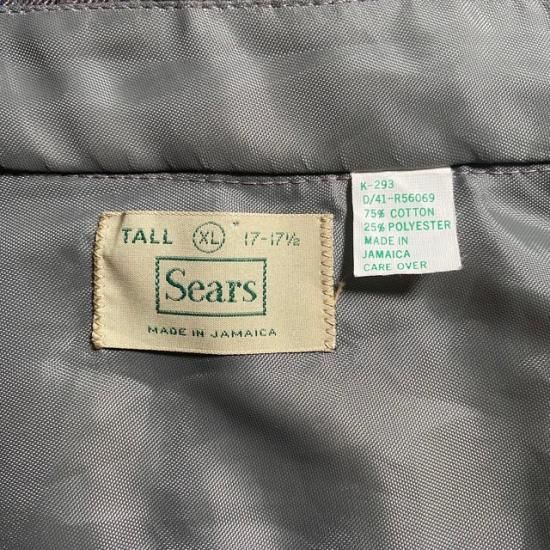 TALL XL 17-17½
Sears
MADE IN JAMAICA
K-293
D/41-R56069
75% COTTON
25% POLYESTER
MADE IN
JAMAICA
CARE OVER